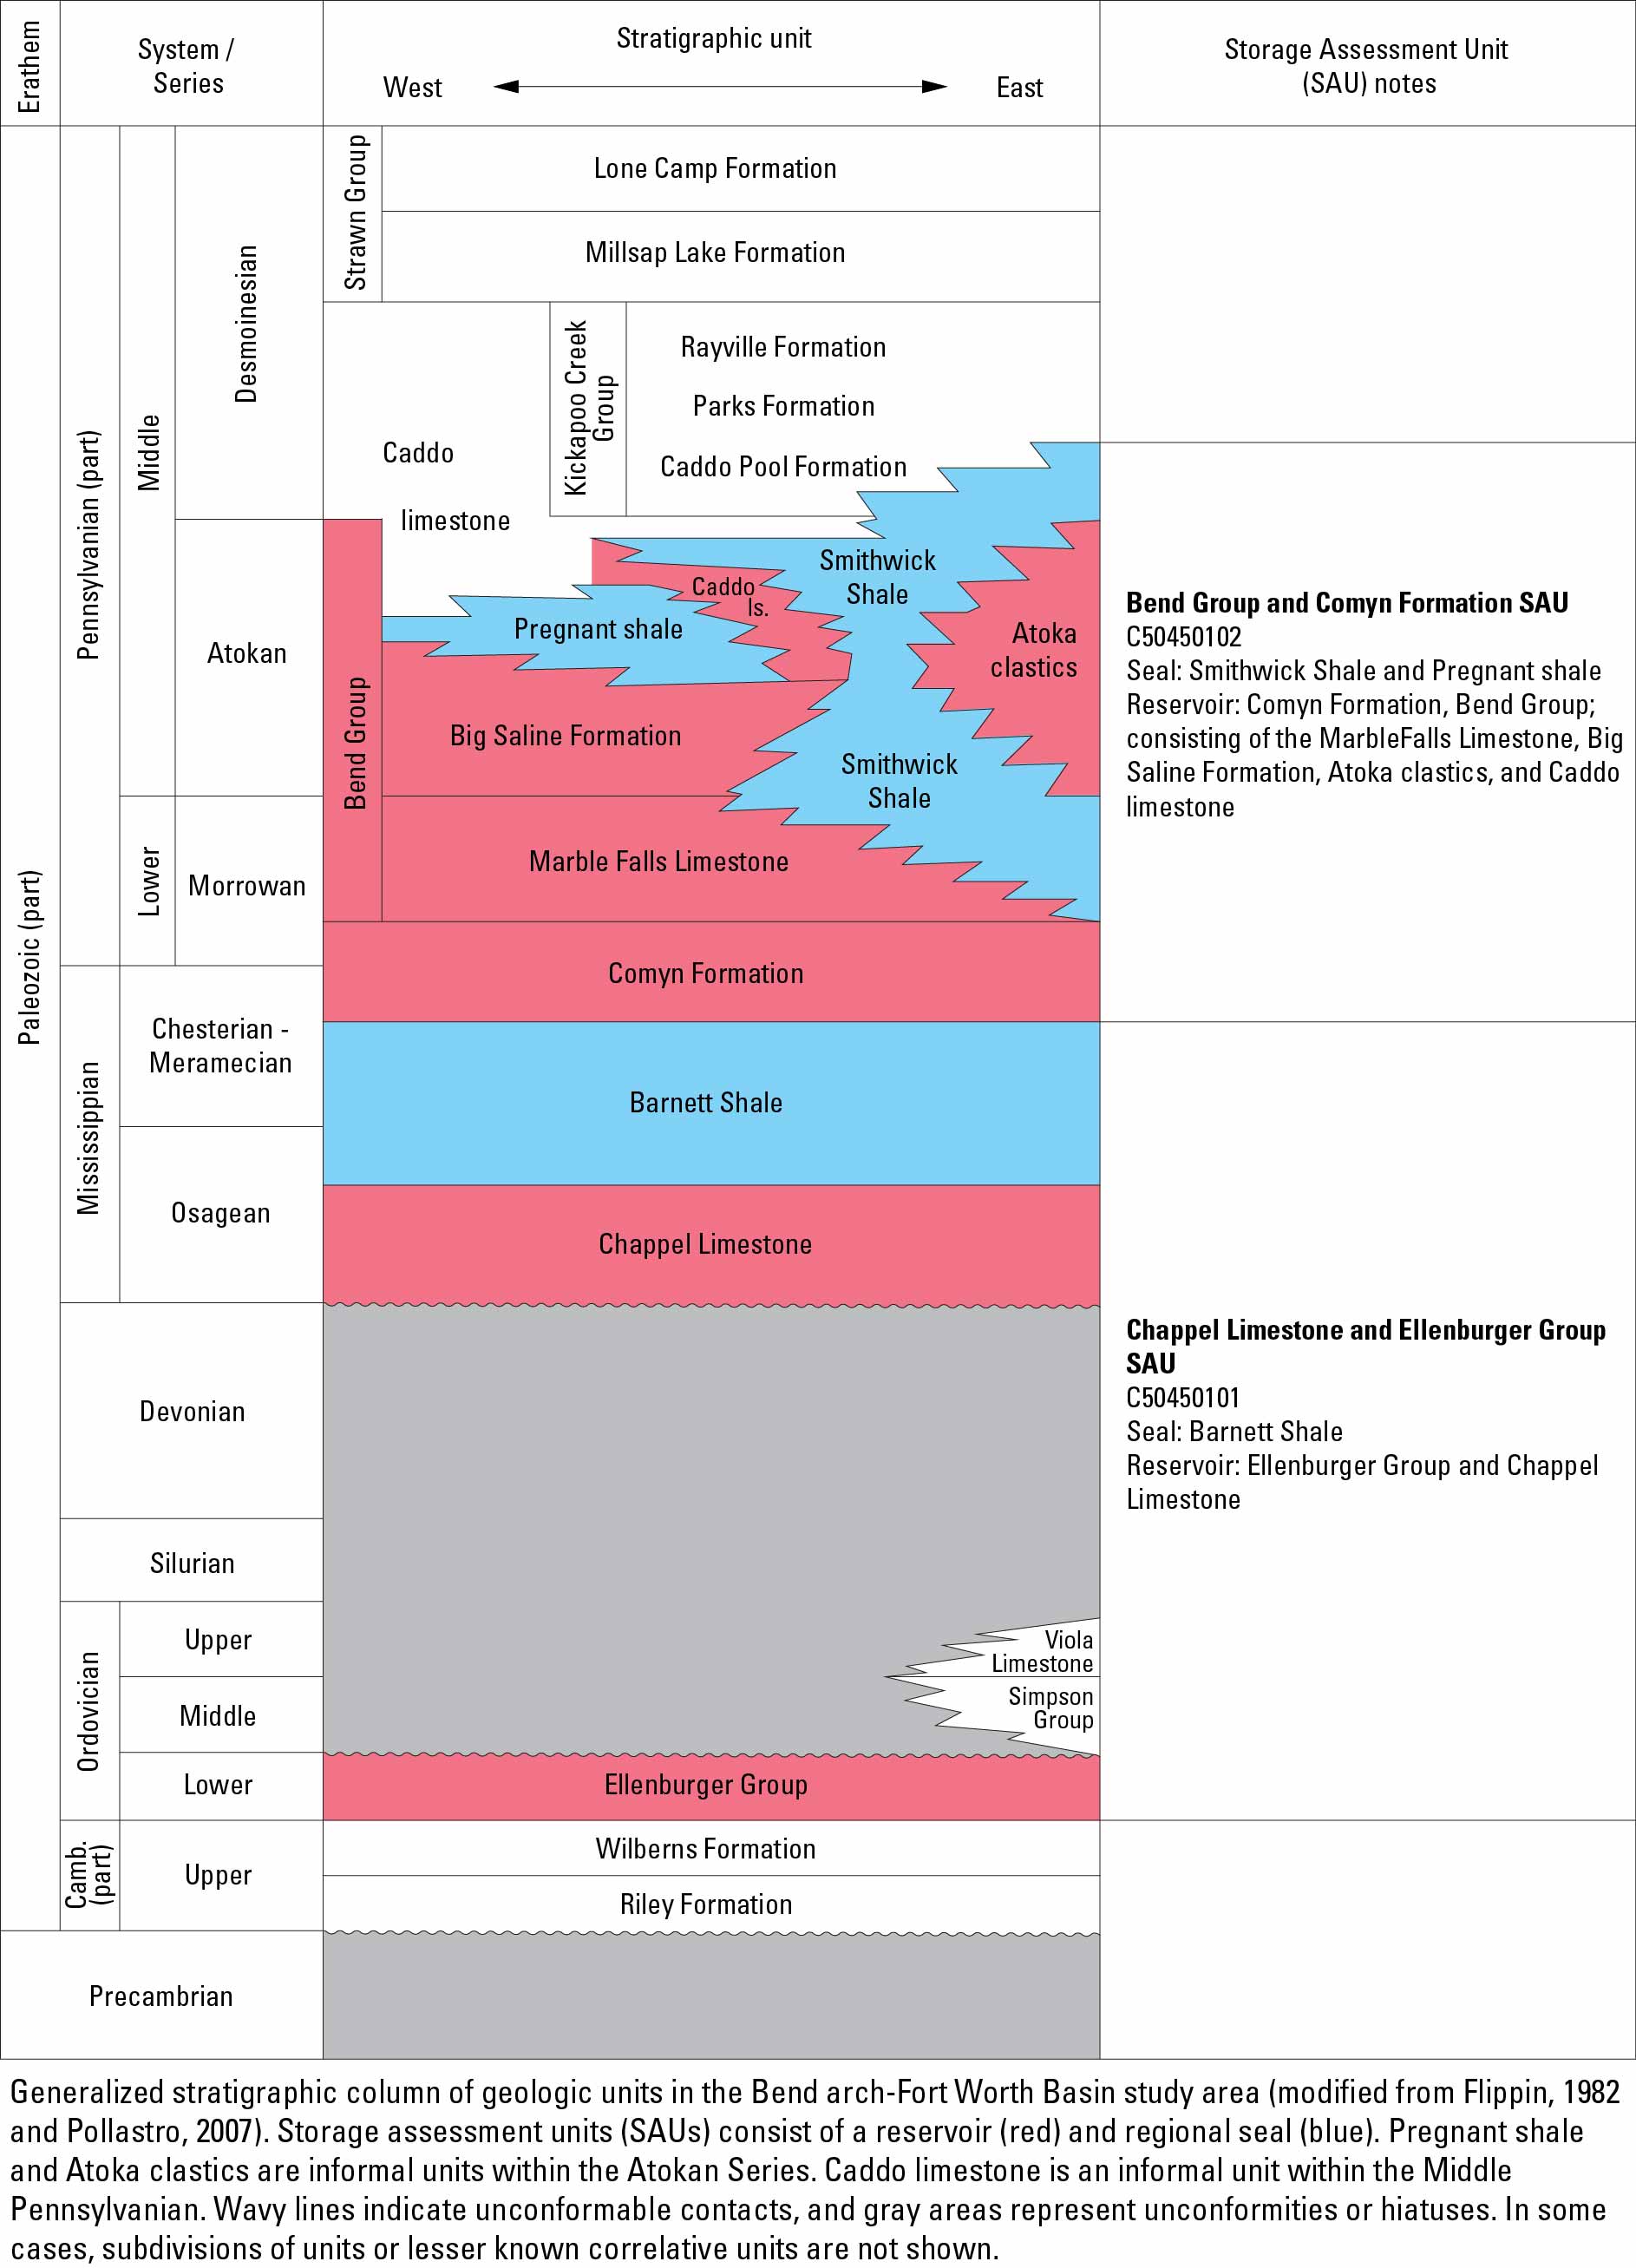 Erathem
System /
Series
Stratigraphic unit
West
East
Storage Assessment Unit
(SAU) notes
Paleozoic (part)
Pennsylvanian (part)
Middle
Desmoinesian
Strawn Group
Lone Camp Formation
Millsap Lake Formation
Kickapoo Creek
Group
Rayville Formation
Parks Formation
Caddo Pool Formation
Caddo
limestone
Atokan
Bend Group
Smithwick
Shale
Caddo
ls.
Pregnant shale
Atoka
clastics
Big Saline Formation
Smithwick
Shale
Bend Group and Comyn Formation SAU
C50450102
Seal: Smithwick Shale and Pregnant shale
Reservoir: Comyn Formation, Bend Group;
consisting of the MarbleFalls Limestone, Big
Saline Formation, Atoka clastics, and Caddo
limestone
Lower
Morrowan
Marble Falls Limestone
Comyn Formation
Mississippian
Chesterian -
Meramecian
Barnett Shale
Osagean
Chappel Limestone
Devonian
Chappel Limestone and Ellenburger Group
SAU
C50450101
Seal: Barnett Shale
Reservoir: Ellenburger Group and Chappel
Limestone
Silurian
Ordovician
Upper
Viola
Limestone
Middle
Simpson
Group
Lower
Ellenburger Group
Camb.
(part)
Upper
Wilberns Formation
Riley Formation
Precambrian
Generalized stratigraphic column of geologic units in the Bend arch-Fort Worth Basin study area (modified from Flippin, 1982
and Pollastro, 2007). Storage assessment units (SAUs) consist of a reservoir (red) and regional seal (blue). Pregnant shale
and Atoka clastics are informal units within the Atokan Series. Caddo limestone is an informal unit within the Middle
Pennsylvanian. Wavy lines indicate unconformable contacts, and gray areas represent unconformities or hiatuses. In some
cases, subdivisions of units or lesser known correlative units are not shown.